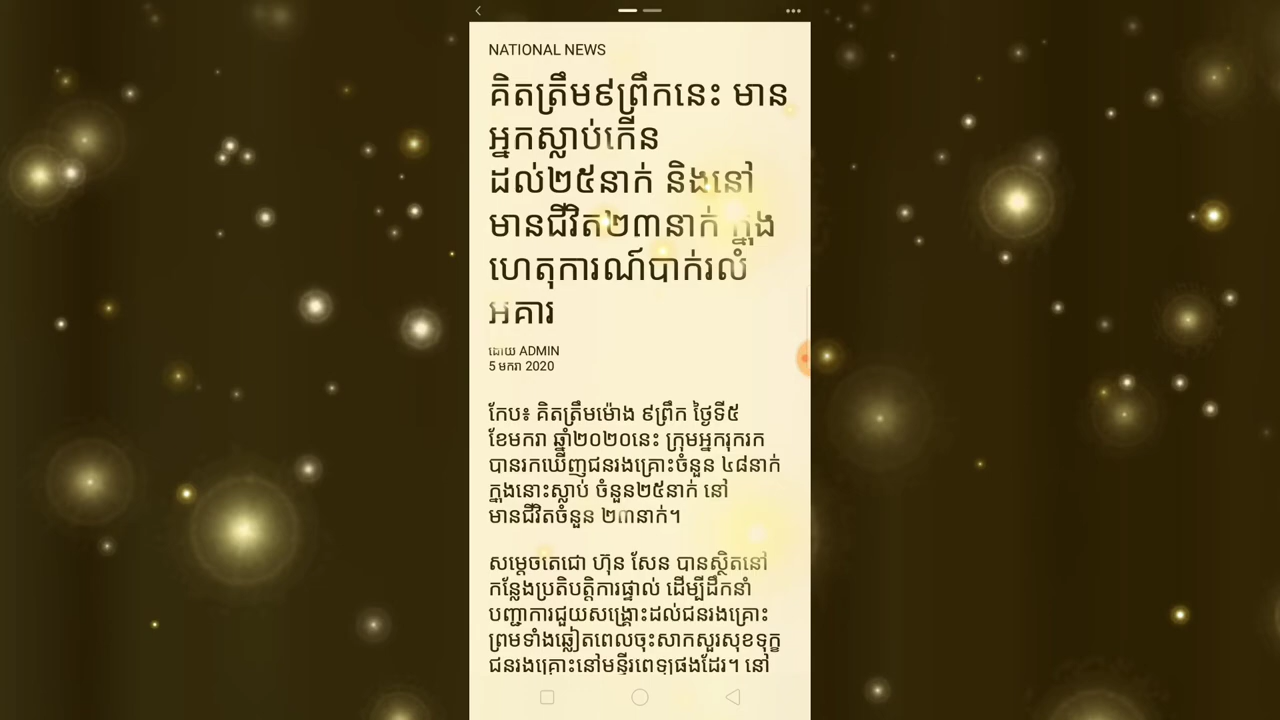 NATIONAL NEWS
គិតត្រឹម៩ព្រឹកនេះ មាន
អ្នកស្លាប់កើន
ដល់២៥នាក់ និងនៅ
មានជីវិត២៣នាក់ ក្នុង
ហេតុការណ៍បាក់រលំ
អគារ
ដោយ ADMIN
5 មករា 2020
កែប៖ គិតត្រឹមម៉ោង ៩ព្រឹក ថ្ងៃទី៥
ខែមករា ឆ្នាំ២០២០នេះ ក្រុមអ្នករុករក
បានរកឃើញជនរងគ្រោះចំនួន ៤៨នាក់
ក្នុងនោះស្លាប់ ចំនួន២៥នាក់ នៅ
មានជីវិតចំនួន ២៣នាក់។
សម្តេចតេជោ ហ៊ុន សែន បានស្ថិតនៅ
កន្លែងប្រតិបត្តិការផ្ទាល់ ដើម្បីដឹកនាំ
បញ្ជាការជួយសង្គ្រោះដល់ជនរងគ្រោះ
ព្រមទាំងឆ្លៀតពេលចុះសាកសួរសុខទុក្ខ
ជនរងគ្រោះនៅមន្ទីរពេទ្យផងដែរ។ នៅ